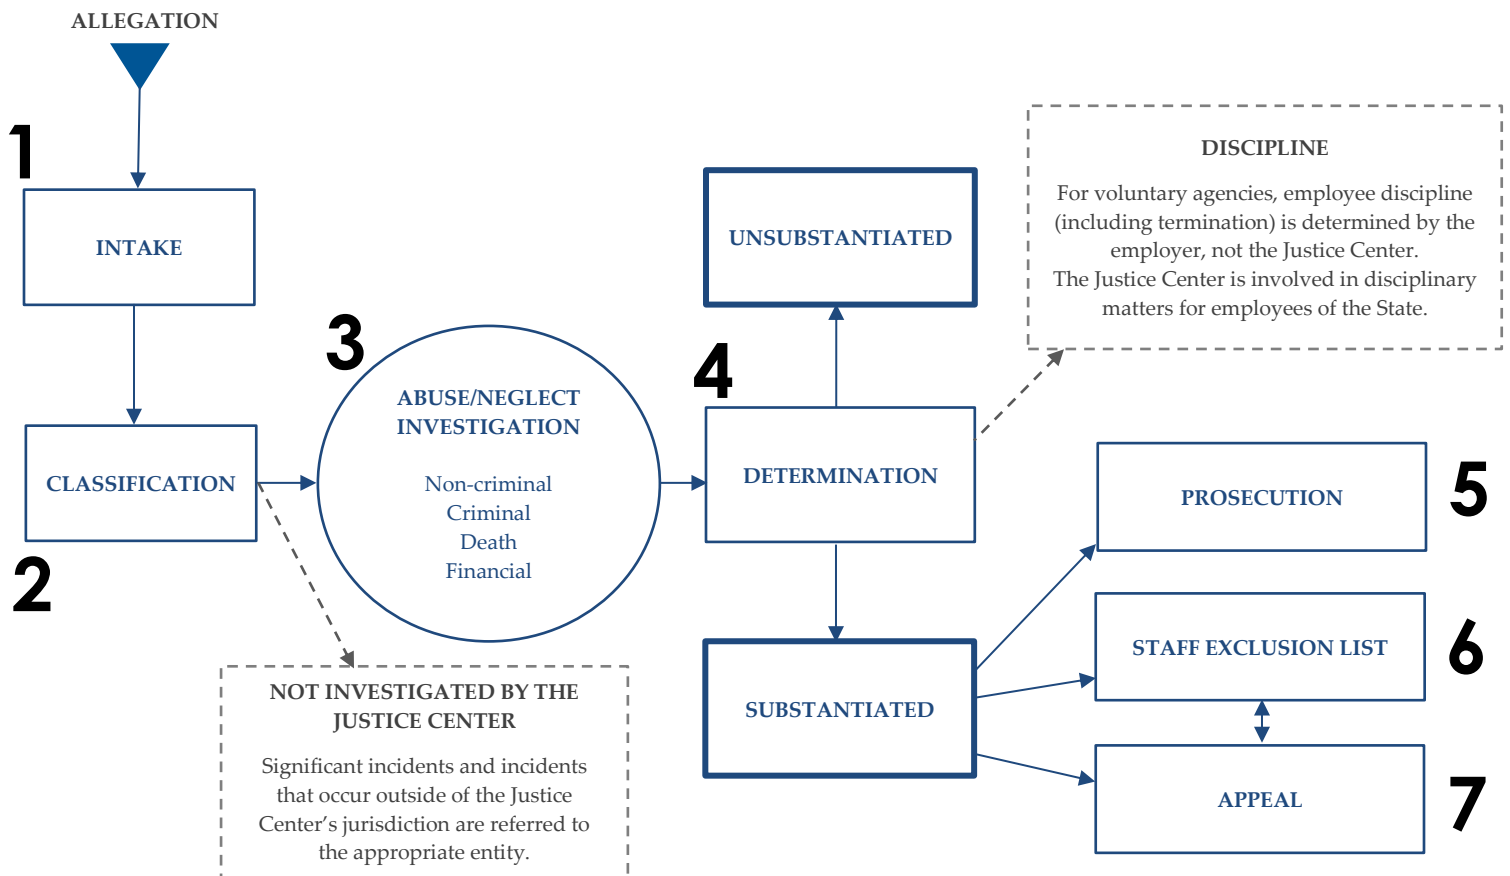 ALLEGATION
1
INTAKE
CLASSIFICATION
2
3
ABUSE/NEGLECT
INVESTIGATION
Non-criminal
Criminal
Death
Financial
NOT INVESTIGATED BY THE
JUSTICE CENTER
Significant incidents and incidents
that occur outside of the Justice
Center’s jurisdiction are referred to
the appropriate entity.
UNSUBSTANTIATED
4
DETERMINATION
SUBSTANTIATED
DISCIPLINE
For voluntary agencies, employee discipline
(including termination) is determined by the
employer, not the Justice Center.
The Justice Center is involved in disciplinary
matters for employees of the State.
PROSECUTION
5
STAFF EXCLUSION LIST
6
APPEAL
7